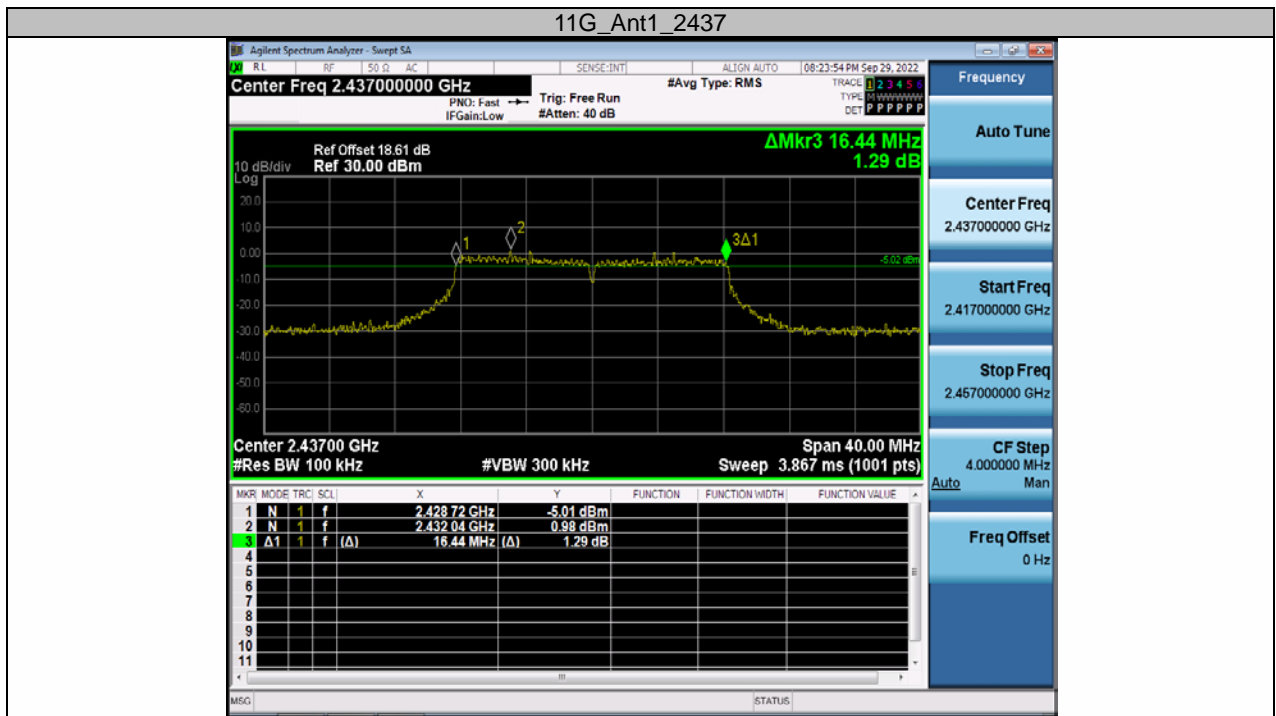 11G_Ant1_2437
Agilent Spectrum Analyzer - Swept SA
RL RF 50 Ω AC SENSE:INT ALIGN AUTO 08:23:54 PM Sep 29, 2022
Center Freq 2.437000000 GHz
PNO: Fast
IFGain:Low
Trig: Free Run
#Atten: 40 dB
#Avg Type: RMS
TRACE 1 2 3 4 5 6
TYPE M WWWWW
DET P P P P P P
ΔMkr3 16.44 MHz
1.29 dB
Ref Offset 18.61 dB
10 dB/div Ref 30.00 dBm
Log
20.0
10.0
0.00
-10.0
-20.0
-30.0
-40.0
-50.0
-60.0
1
2
3Δ1
-5.02 dBm
Center 2.43700 GHz Span 40.00 MHz
#Res BW 100 kHz #VBW 300 kHz Sweep 3.867 ms (1001 pts)
MKR MODE TRC SCL X Y FUNCTION FUNCTION WIDTH FUNCTION VALUE
1 N 1 f 2.428 72 GHz -5.01 dBm
2 N 1 f 2.432 04 GHz 0.98 dBm
3 Δ1 1 f (Δ) 16.44 MHz (Δ) 1.29 dB
4
5
6
7
8
9
10
11
MSG STATUS
Frequency
Auto Tune
Center Freq
2.437000000 GHz
Start Freq
2.417000000 GHz
Stop Freq
2.457000000 GHz
CF Step
4.000000 MHz
Auto Man
Freq Offset
0 Hz